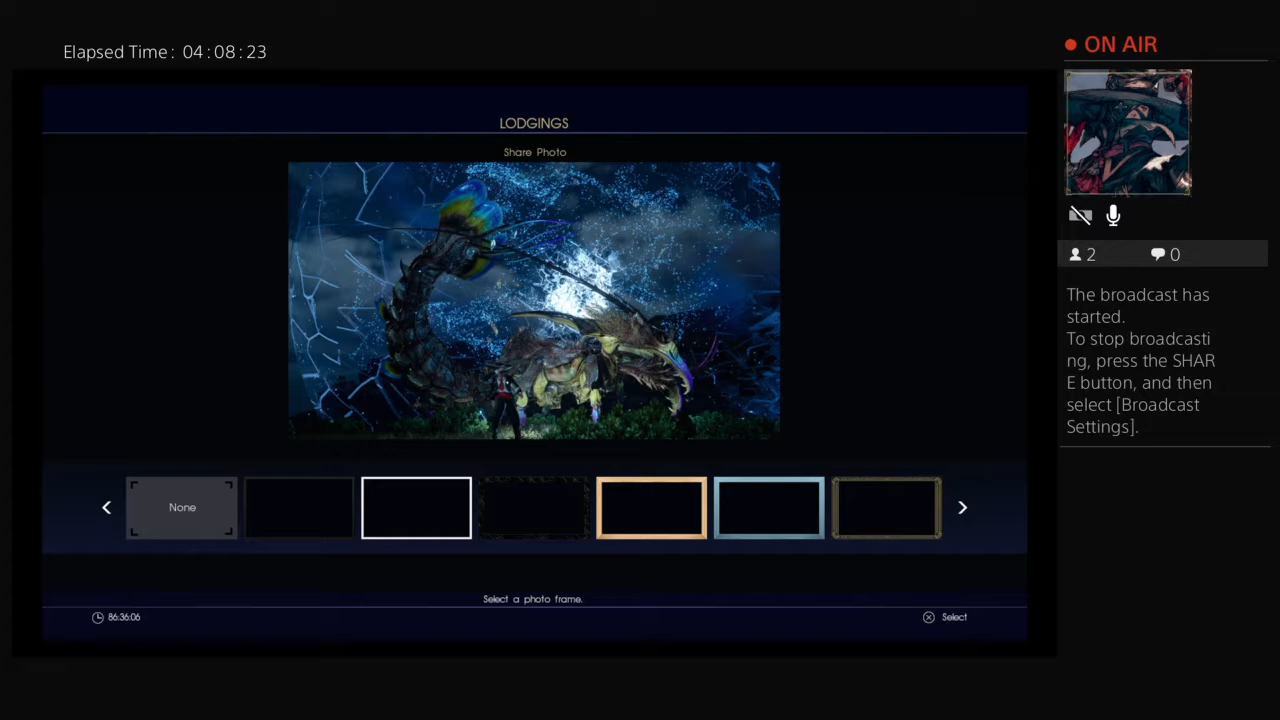 Elapsed Time: 04:08:23
ON AIR
LODGINGS
Share Photo
2
0
The broadcast has
started.
To stop broadcasti
ng, press the SHAR
E button, and then
select [Broadcast
Settings].
None
Select a photo frame.
86:36:06
Select